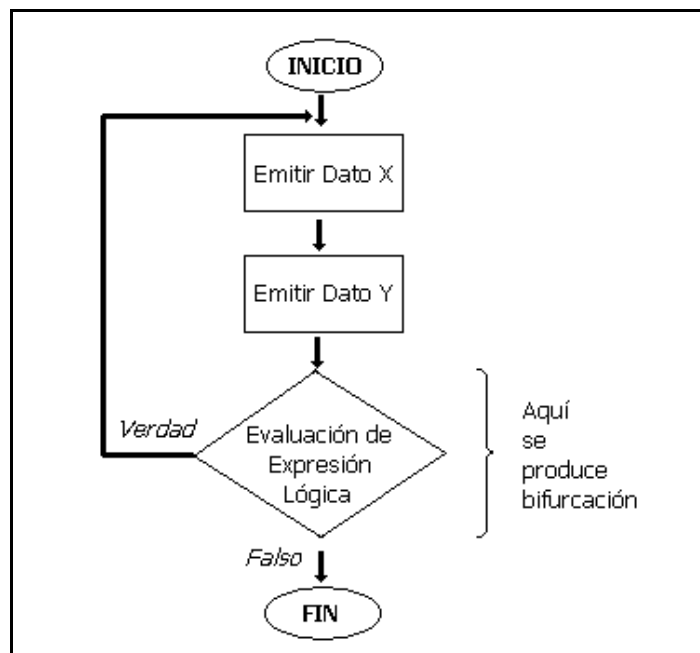 INICIO
Emitir Dato X
Emitir Dato Y
Verdad
Evaluación de
Expresión
Lógica
Aquí
se
produce
bifurcación
Falso
FIN